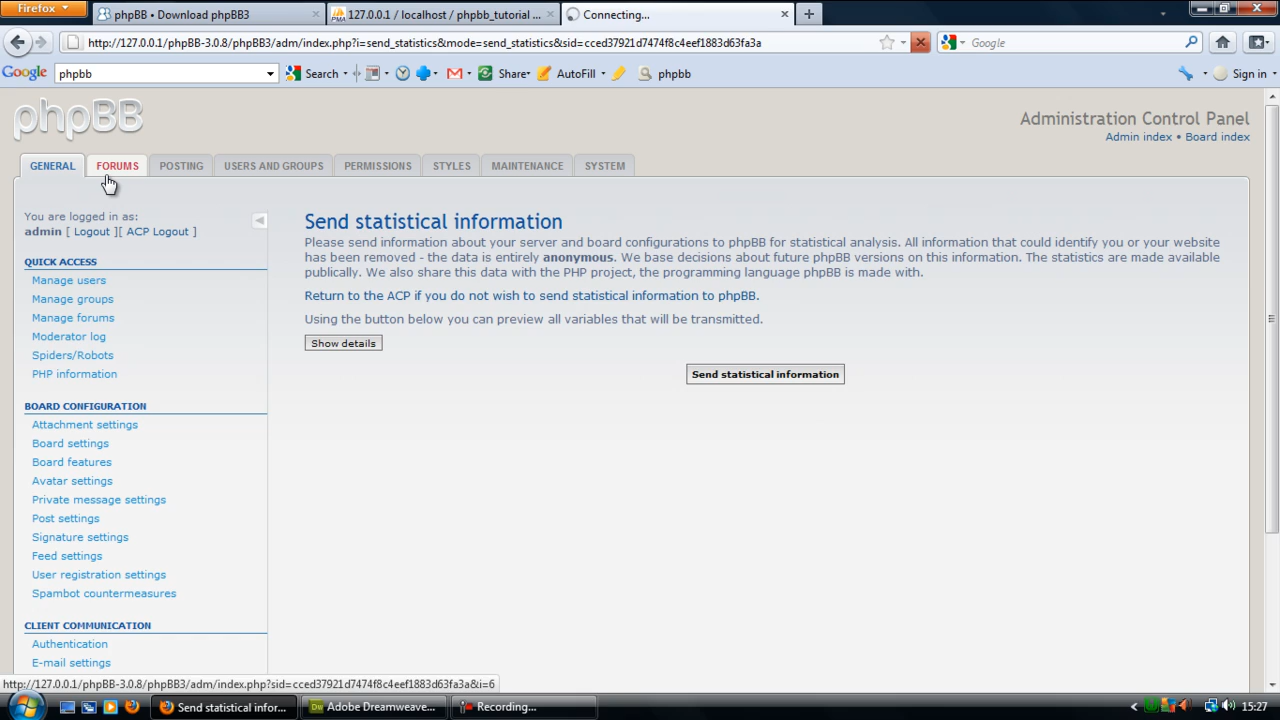 Firefox
phpBB • Download phpBB3
127.0.0.1 / localhost / phpbb_tutorial ...
Connecting...
http://127.0.0.1/phpBB-3.0.8/phpBB3/adm/index.php?i=send_statistics&mode=send_statistics&sid=cced37921d7474f8c4eef1883d63fa3a
Google
Google
phpbb
Search
Share
AutoFill
phpbb
Sign in
phpBB
Administration Control Panel
Admin index • Board index
GENERAL
FORUMS
POSTING
USERS AND GROUPS
PERMISSIONS
STYLES
MAINTENANCE
SYSTEM
You are logged in as:
admin [ Logout ][ ACP Logout ]
QUICK ACCESS
Manage users
Manage groups
Manage forums
Moderator log
Spiders/Robots
PHP information
BOARD CONFIGURATION
Attachment settings
Board settings
Board features
Avatar settings
Private message settings
Post settings
Signature settings
Feed settings
User registration settings
Spambot countermeasures
CLIENT COMMUNICATION
Authentication
E-mail settings
Send statistical information
Please send information about your server and board configurations to phpBB for statistical analysis. All information that could identify you or your website
has been removed - the data is entirely anonymous. We base decisions about future phpBB versions on this information. The statistics are made available
publically. We also share this data with the PHP project, the programming language phpBB is made with.
Return to the ACP if you do not wish to send statistical information to phpBB.
Using the button below you can preview all variables that will be transmitted.
Show details
Send statistical information
http://127.0.0.1/phpBB-3.0.8/phpBB3/adm/index.php?sid=cced37921d7474f8c4eef1883d63fa3a&i=6
Send statistical infor...
Adobe Dreamweave...
Recording...
15:27